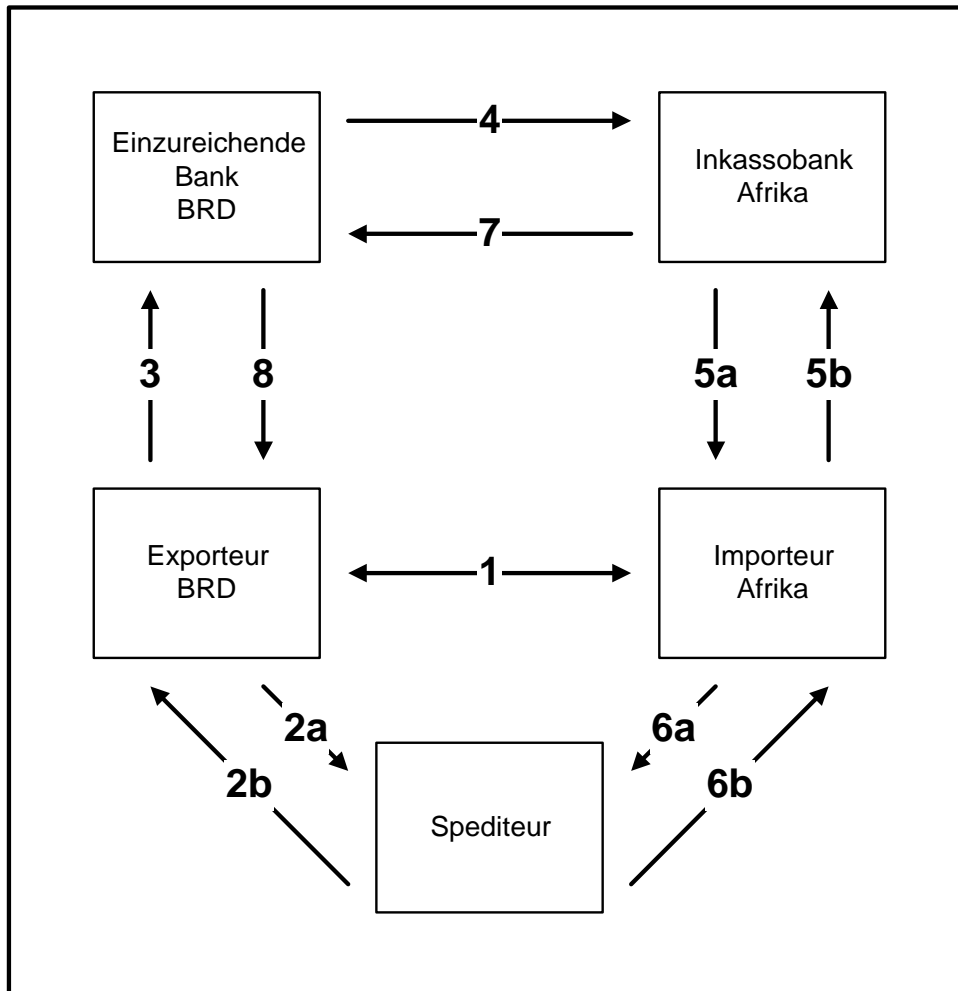 Einzureichende
Bank
BRD
4
Inkassobank
Afrika
7
3
8
5a
5b
Exporteur
BRD
1
Importeur
Afrika
2a
6a
2b
6b
Spediteur